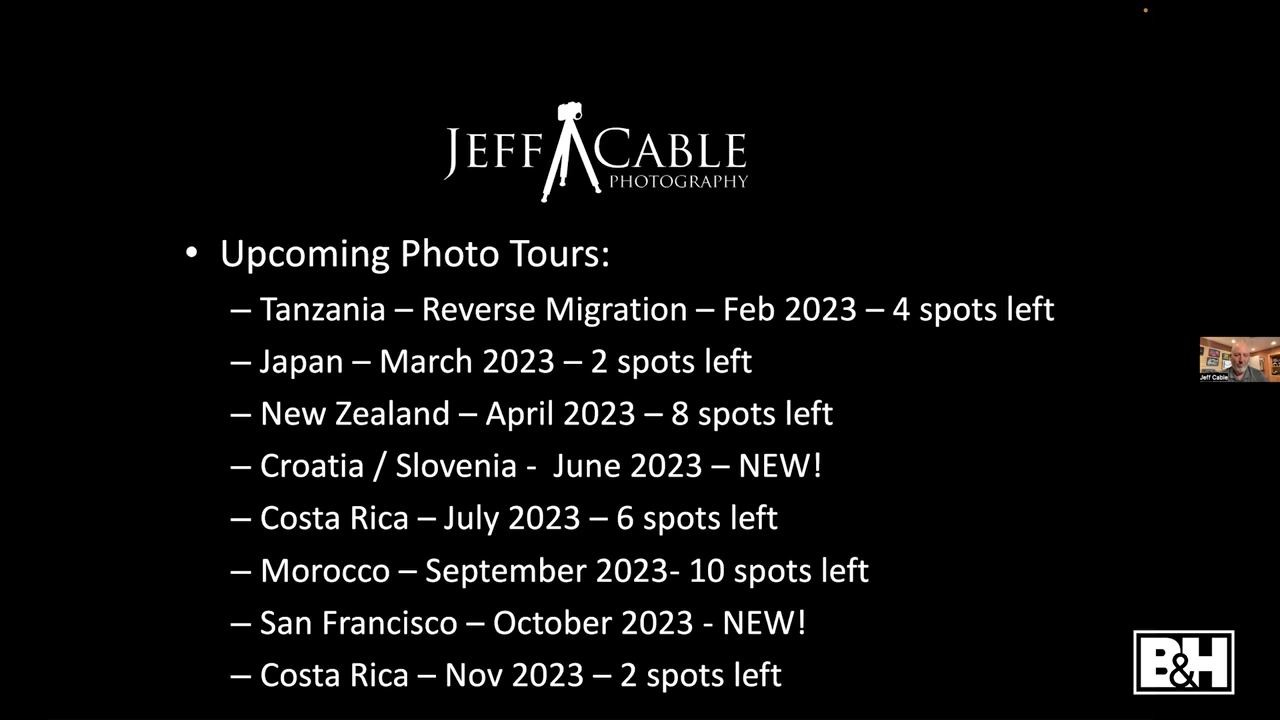 JEFF CABLE
PHOTOGRAPHY
• Upcoming Photo Tours:
– Tanzania – Reverse Migration – Feb 2023 – 4 spots left
– Japan – March 2023 – 2 spots left
– New Zealand – April 2023 – 8 spots left
– Croatia / Slovenia -  June 2023 – NEW!
– Costa Rica – July 2023 – 6 spots left
– Morocco – September 2023- 10 spots left
– San Francisco – October 2023 - NEW!
– Costa Rica – Nov 2023 – 2 spots left
Jeff Cable
B&H